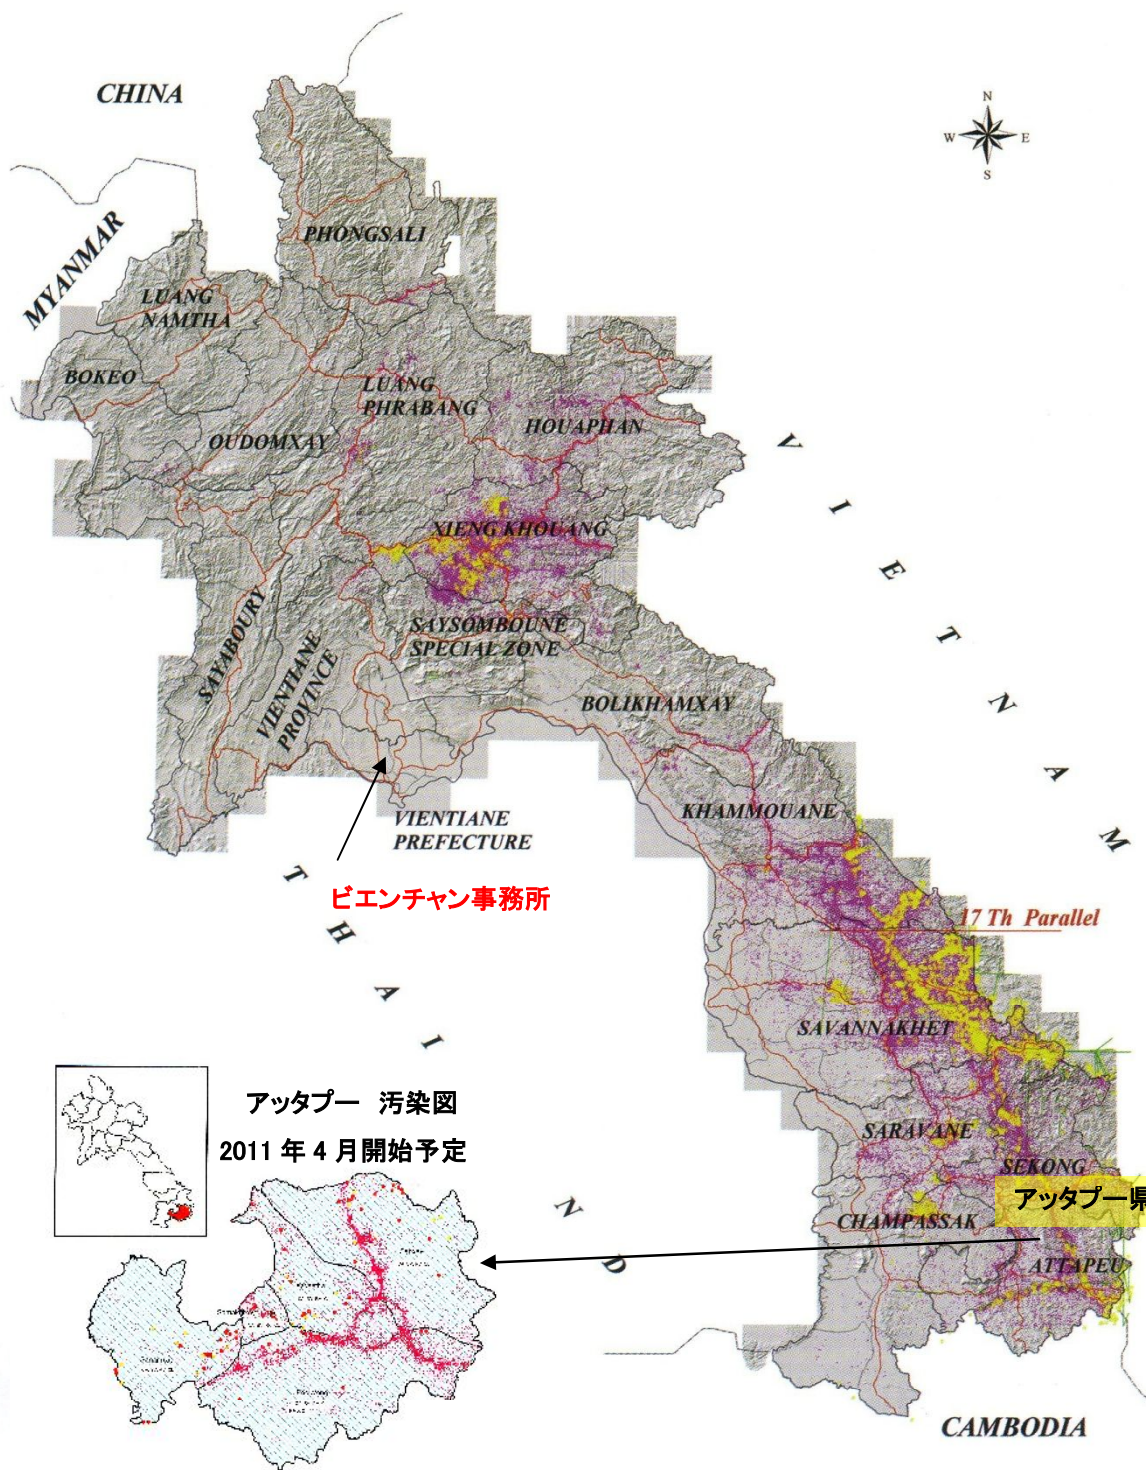 CHINA
N
W
E
S
MYANMAR
PHONGSALI
LUANG
NAMTHA
BOKEO
LUANG
PHRABANG
OUDOMXAY
HOUAPHAN
VIETNAM
XIENG KHOUANG
SAYABOURY
VIENTIANE
PROVINCE
SAYSOMBOUNE
SPECIAL ZONE
BOLIKHAMXAY
KHAMMOUANE
VIENTIANE
PREFECTURE
ビエンチャン事務所
THAILAND
17 Th Parallel
SAVANNAKHET
アッタプー 汚染図
2011 年 4 月開始予定
SARAVANE
SEKONG
アッタプー県
CHAMPASSAK
ATTAPEU
CAMBODIA